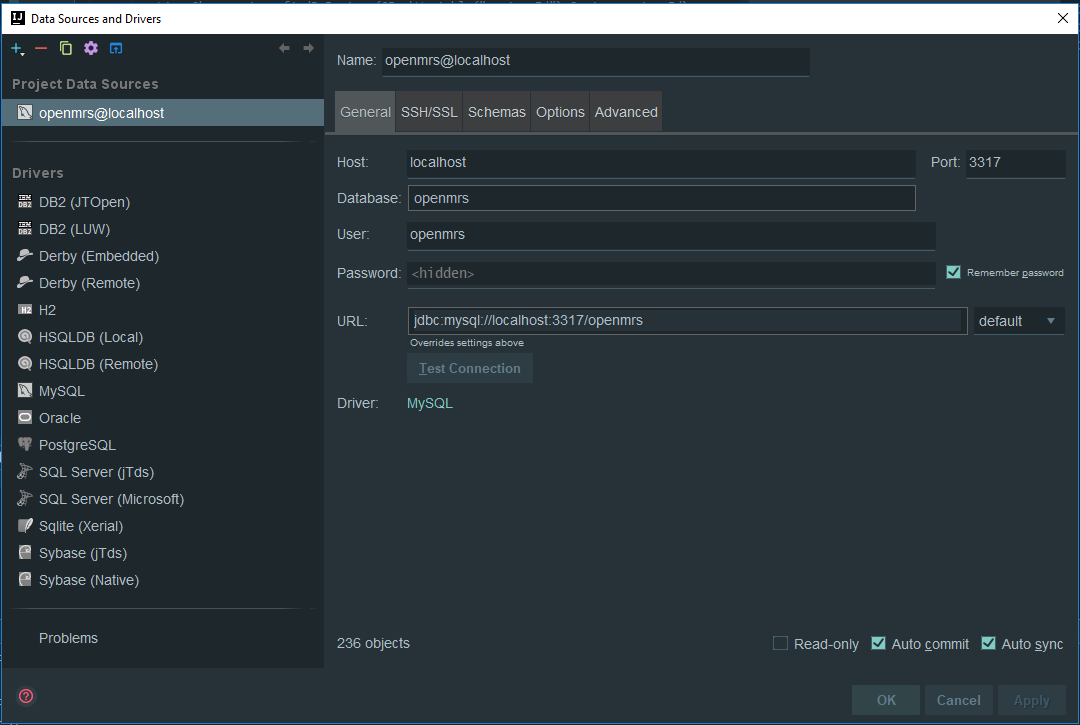 Data Sources and Drivers
Project Data Sources
openmrs@localhost
Drivers
DB2 (JTOpen)
DB2 (LUW)
Derby (Embedded)
Derby (Remote)
H2
HSQLDB (Local)
HSQLDB (Remote)
MySQL
Oracle
PostgreSQL
SQL Server (jTds)
SQL Server (Microsoft)
Sqlite (Xerial)
Sybase (jTds)
Sybase (Native)
Problems
Name: openmrs@localhost
General SSH/SSL Schemas Options Advanced
Host: localhost Port: 3317
Database: openmrs
User: openmrs
Password: <hidden> Remember password
URL: jdbc:mysql://localhost:3317/openmrs default
Overrides settings above
Test Connection
Driver: MySQL
236 objects Read-only Auto commit Auto sync
OK Cancel Apply